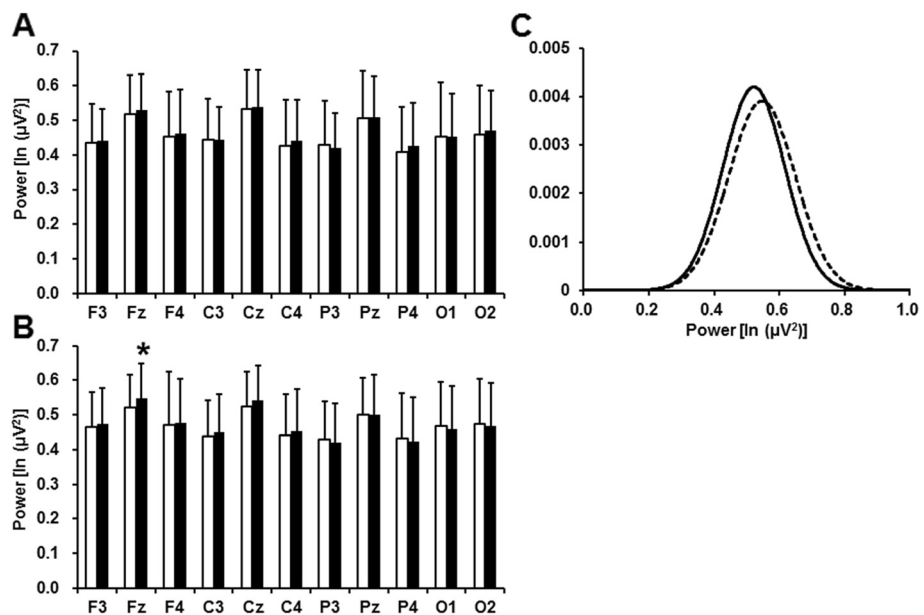 A
0.7
0.6
0.5
0.4
0.3
0.2
0.1
0.0
Power [ln (µV²)]
F3 Fz F4 C3 Cz C4 P3 Pz P4 O1 O2
B
0.7
0.6
0.5
0.4
0.3
0.2
0.1
0.0
Power [ln (µV²)]
*
F3 Fz F4 C3 Cz C4 P3 Pz P4 O1 O2
C
0.005
0.004
0.003
0.002
0.001
0
0.0 0.2 0.4 0.6 0.8 1.0
Power [ln (µV²)]